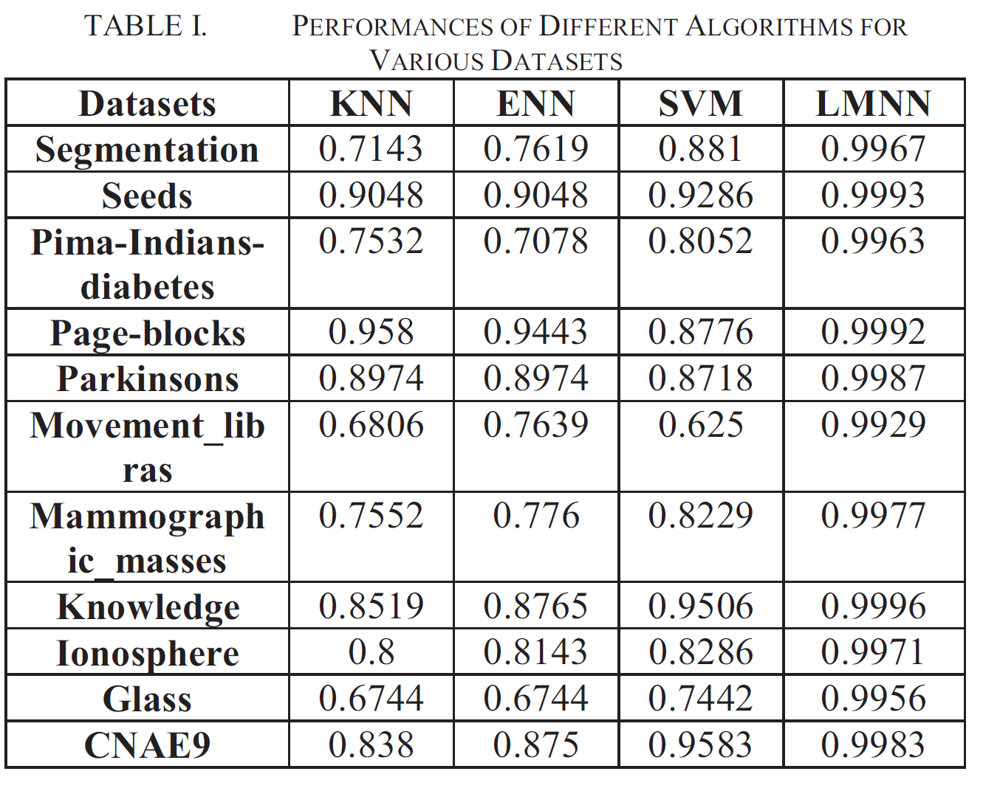 TABLE I. PERFORMANCES OF DIFFERENT ALGORITHMS FOR
VARIOUS DATASETS
Datasets KNN ENN SVM LMNN
Segmentation 0.7143 0.7619 0.881 0.9967
Seeds 0.9048 0.9048 0.9286 0.9993
Pima-Indians- 0.7532 0.7078 0.8052 0.9963
diabetes
Page-blocks 0.958 0.9443 0.8776 0.9992
Parkinsons 0.8974 0.8974 0.8718 0.9987
Movement_lib 0.6806 0.7639 0.625 0.9929
ras
Mammograph 0.7552 0.776 0.8229 0.9977
ic_masses
Knowledge 0.8519 0.8765 0.9506 0.9996
Ionosphere 0.8 0.8143 0.8286 0.9971
Glass 0.6744 0.6744 0.7442 0.9956
CNAE9 0.838 0.875 0.9583 0.9983